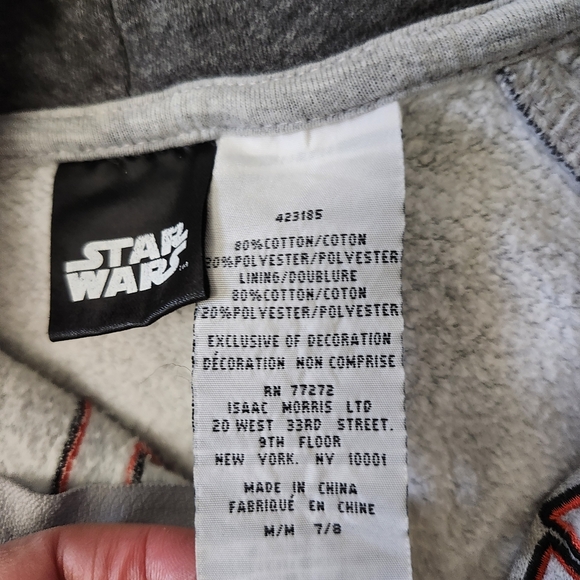 STAR
WARS
423185
80%COTTON/COTON
20%POLYESTER/POLYESTER
LINING/DOUBLURE
80%COTTON/COTON
20%POLYESTER/POLYESTER
EXCLUSIVE OF DECORATION
DÉCORATION NON COMPRISE
RN 77272
ISAAC MORRIS LTD
20 WEST 33RD STREET.
9TH FLOOR
NEW YORK. NY 10001
MADE IN CHINA
FABRIQUÉ EN CHINE
M/M 7/8